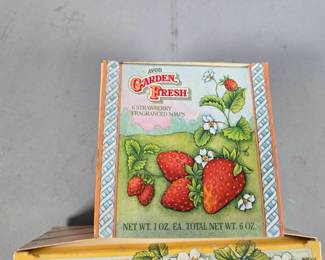 AVON
GARDEN
FRESH
6 STRAWBERRY
FRAGRANCED SOAPS
NET WT. 1 OZ. EA. TOTAL NET WT. 6 OZ.